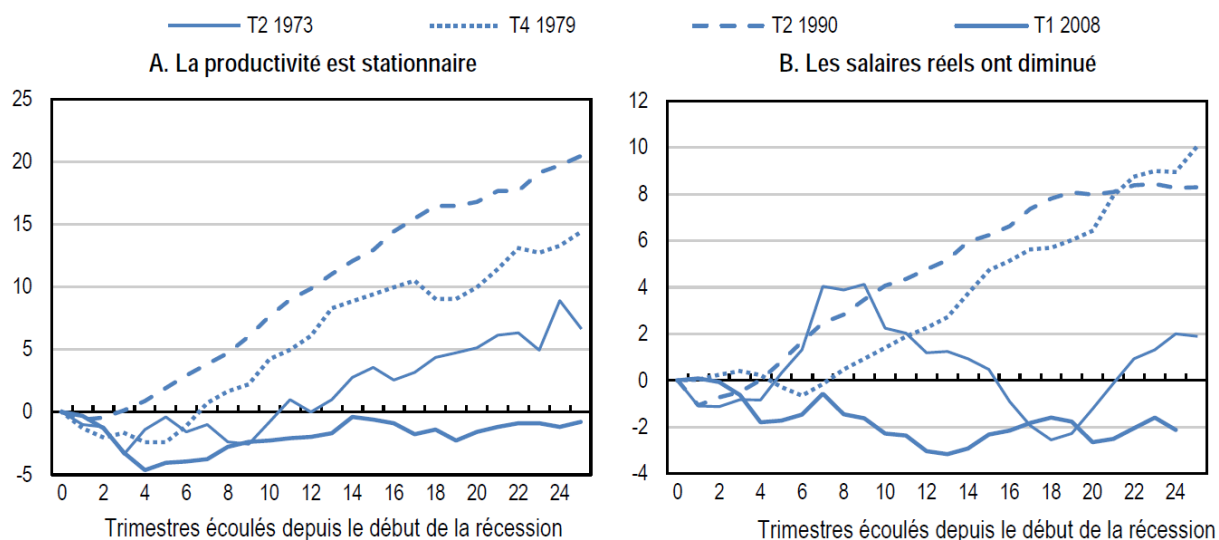 T2 1973 T4 1979 T2 1990 T1 2008
A. La productivité est stationnaire
25
20
15
10
5
0
-5
0 2 4 6 8 10 12 14 16 18 20 22 24
Trimestres écoulés depuis le début de la récession
B. Les salaires réels ont diminué
12
10
8
6
4
2
0
-2
-4
0 2 4 6 8 10 12 14 16 18 20 22 24
Trimestres écoulés depuis le début de la récession